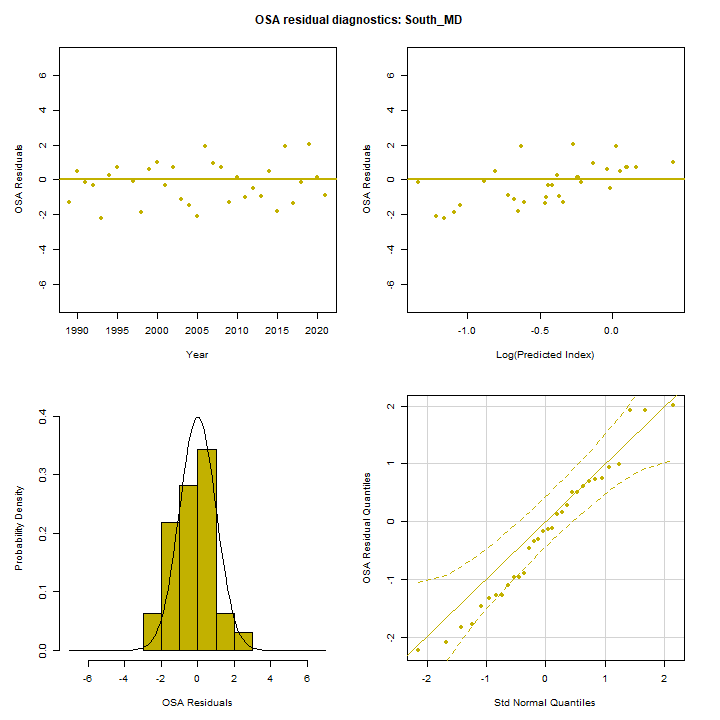 OSA residual diagnostics: South_MD
OSA Residuals
6
4
2
0
-2
-4
-6
1990 1995 2000 2005 2010 2015 2020
Year
OSA Residuals
6
4
2
0
-2
-4
-6
-1.0 -0.5 0.0
Log(Predicted Index)
Probability Density
0.4
0.3
0.2
0.1
0.0
-6 -4 -2 0 2 4 6
OSA Residuals
OSA Residual Quantiles
2
1
0
-1
-2
-2 -1 0 1 2
Std Normal Quantiles